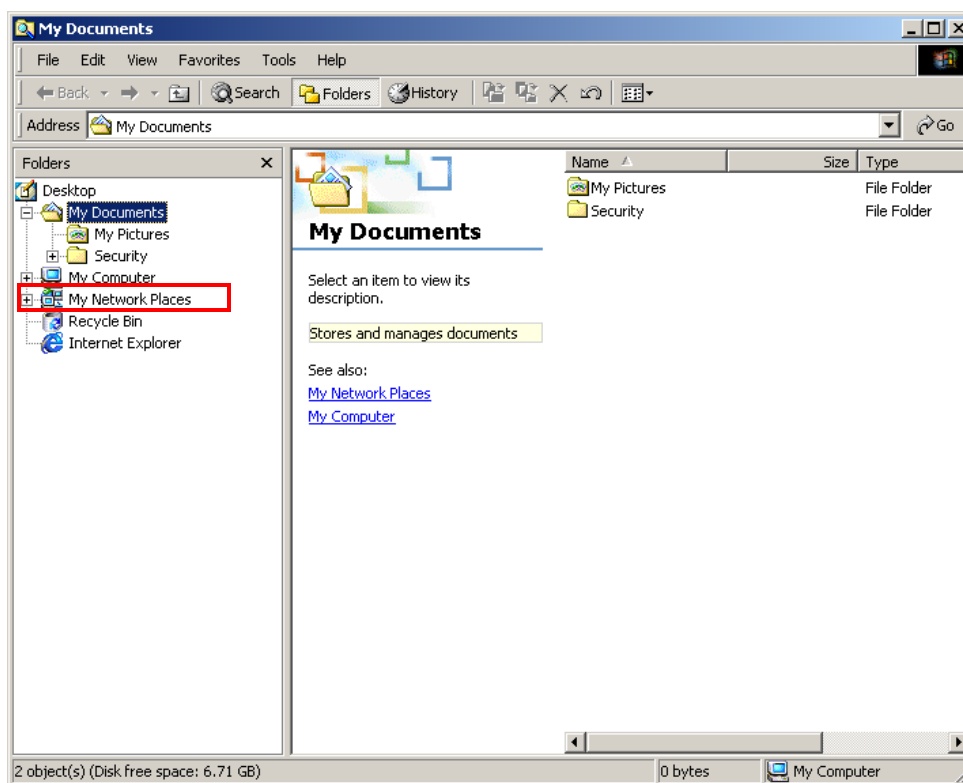 My Documents
File Edit View Favorites Tools Help
Back Search Folders History
Address My Documents Go
Folders
Desktop
My Documents
My Pictures
Security
My Computer
My Network Places
Recycle Bin
Internet Explorer
My Documents
Select an item to view its
description.
Stores and manages documents
See also:
My Network Places
My Computer
Name Size Type
My Pictures File Folder
Security File Folder
2 object(s) (Disk free space: 6.71 GB) 0 bytes My Computer